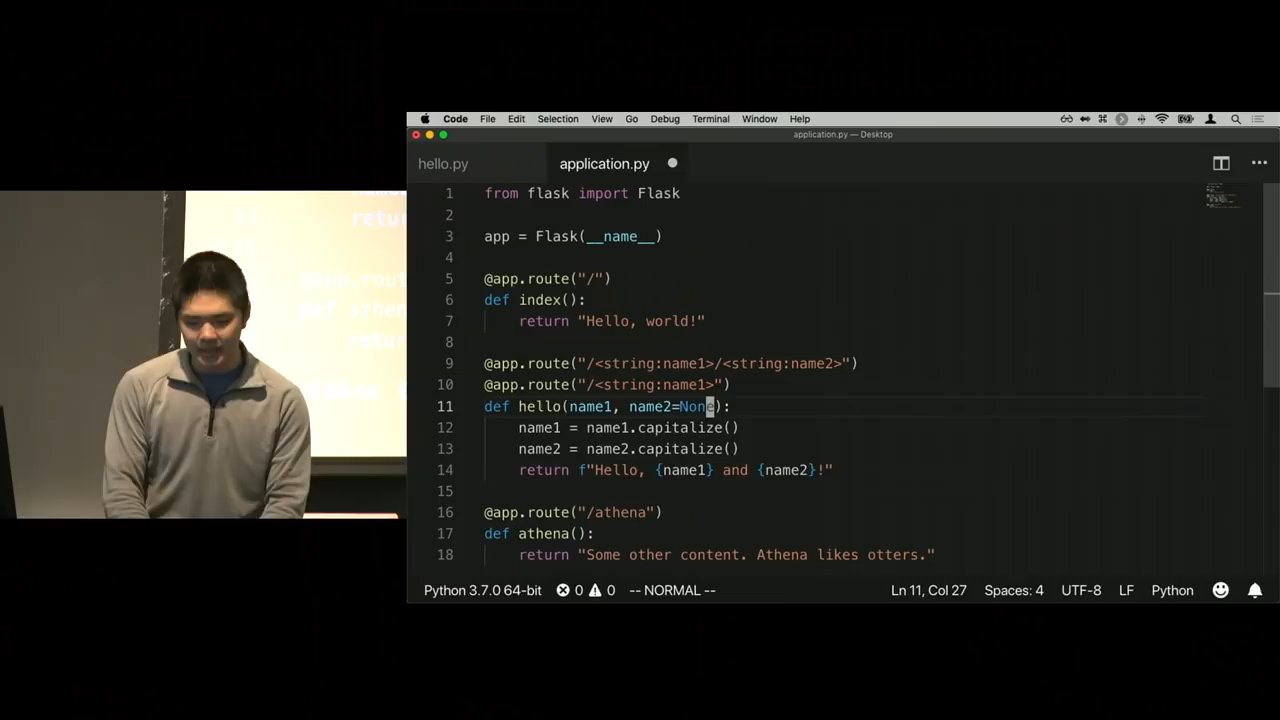 Code File Edit Selection View Go Debug Terminal Window Help
application.py — Desktop
hello.py
application.py
1 from flask import Flask
2
3 app = Flask(__name__)
4
5 @app.route("/")
6 def index():
7 return "Hello, world!"
8
9 @app.route("/<string:name1>/<string:name2>")
10 @app.route("/<string:name1>")
11 def hello(name1, name2=None):
12 name1 = name1.capitalize()
13 name2 = name2.capitalize()
14 return f"Hello, {name1} and {name2}!"
15
16 @app.route("/athena")
17 def athena():
18 return "Some other content. Athena likes otters."
Python 3.7.0 64-bit 0 0 -- NORMAL -- Ln 11, Col 27 Spaces: 4 UTF-8 LF Python